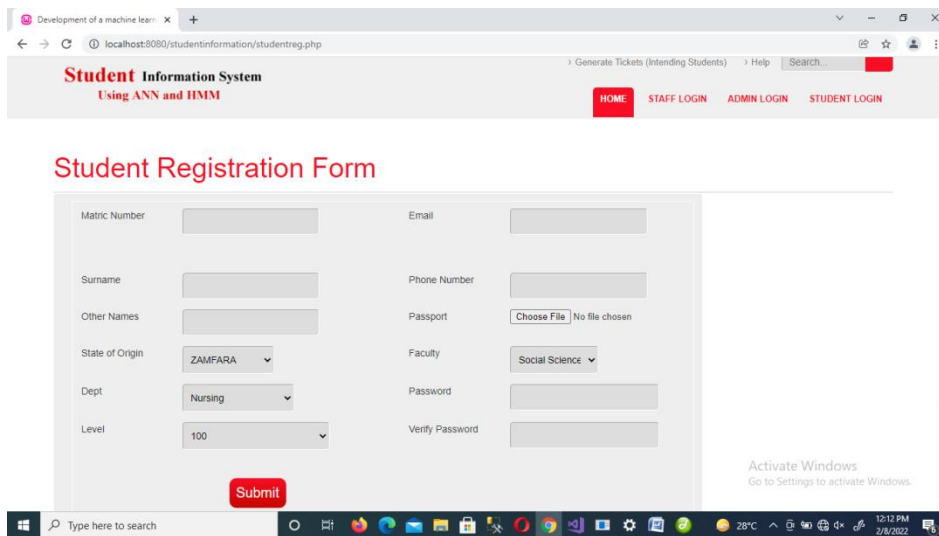 Development of a machine learn
localhost:8080/studentinformation/studentreg.php
Generate Tickets (Intending Students)
Help
Search...
Student Information System
Using ANN and HMM
HOME
STAFF LOGIN
ADMIN LOGIN
STUDENT LOGIN
Student Registration Form
Matric Number
Email
Surname
Phone Number
Other Names
Passport
Choose File No file chosen
State of Origin
ZAMFARA
Faculty
Social Science
Dept
Nursing
Password
Level
100
Verify Password
Submit
Activate Windows
Go to Settings to activate Windows.
Type here to search
28°C
12:12 PM
2/8/2022